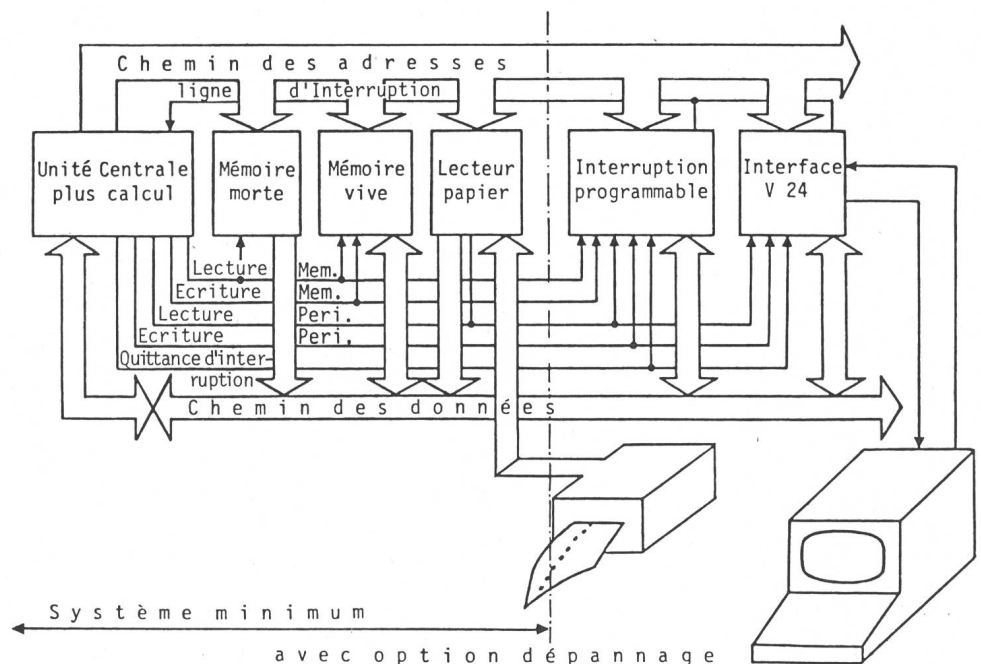 Chemin des adresses
ligne d'Interruption
Unité Centrale
plus calcul
Mémoire
morte
Mémoire
vive
Lecteur
papier
Interruption
programmable
Interface
V 24
Lecture Mem.
Ecriture Mem.
Lecture Peri.
Ecriture Peri.
Quittance d'inter-
ruption
Chemin des données
Système minimum
avec option dépannage